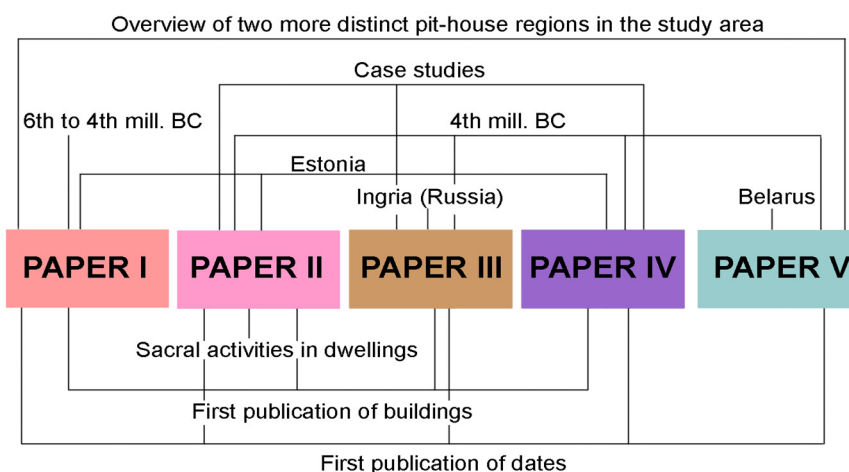 Overview of two more distinct pit-house regions in the study area
Case studies
6th to 4th mill. BC
4th mill. BC
Estonia
Ingria (Russia)
Belarus
PAPER I
PAPER II
PAPER III
PAPER IV
PAPER V
Sacral activities in dwellings
First publication of buildings
First publication of dates